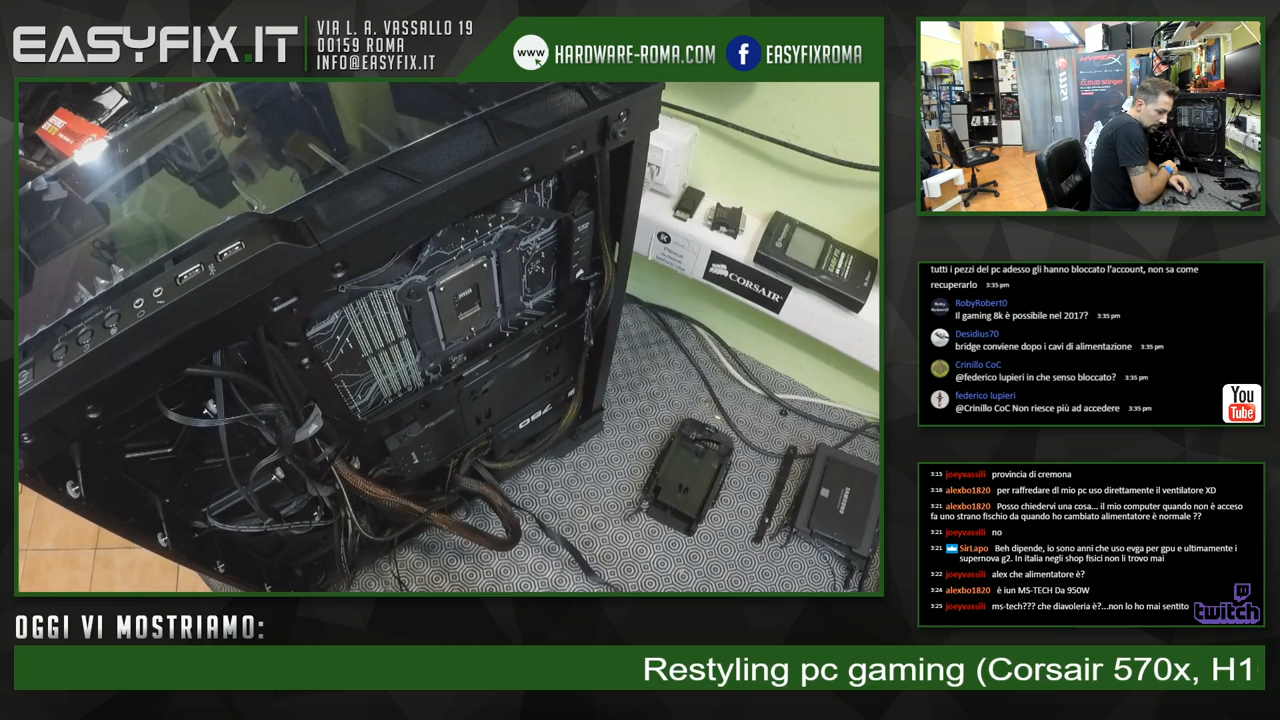 EASYFIX.IT
VIA L. A. VASSALLO 19
00159 ROMA
INFO@EASYFIX.IT
www
HARDWARE-ROMA.COM
f
EASYFIXROMA
HYPERX
CLOUD Stinger
CORSAIR
SAMSUNG
tutti i pezzi del pc adesso gli hanno bloccato l'account, non sa come
recuperarlo 3:35 pm
RobyRobert0
Il gaming 8k è possibile nel 2017? 3:35 pm
Desidius70
bridge conviene dopo i cavi di alimentazione 3:35 pm
Crinillo CoC
@federico lupieri in che senso bloccato? 3:35 pm
federico lupieri
@Crinillo CoC Non riesce più ad accedere 3:35 pm
You
Tube
3:15 joeyvassili provincia di cremona
3:16 alexbo1820 per raffredare dl mio pc uso direttamente il ventilatore XD
3:21 alexbo1820 Posso chiedervi una cosa... il mio computer quando non è acceso
fa uno strano fischio da quando ho cambiato alimentatore è normale ??
3:21 joeyvassili no
3:21 SirLapo Beh dipende, io sono anni che uso evga per gpu e ultimamente i
supernova g2. In italia negli shop fisici non li trovo mai
3:22 joeyvassili alex che alimentatore è?
3:24 alexbo1820 è iun MS-TECH Da 950W
3:25 joeyvassili ms-tech??? che diavoleria è?...non lo ho mai sentito
twitch
OGGI VI MOSTRIAMO:
Restyling pc gaming (Corsair 570x, H1